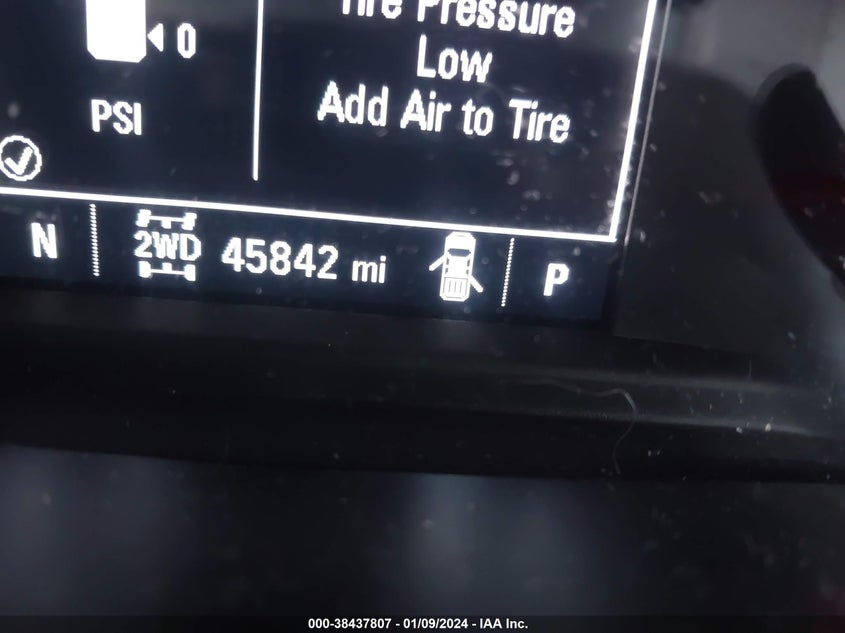 Tire Pressure
Low
Add Air to Tire
0
PSI
N
2WD
45842 mi
P
000-38437807 - 01/09/2024 - IAA Inc.